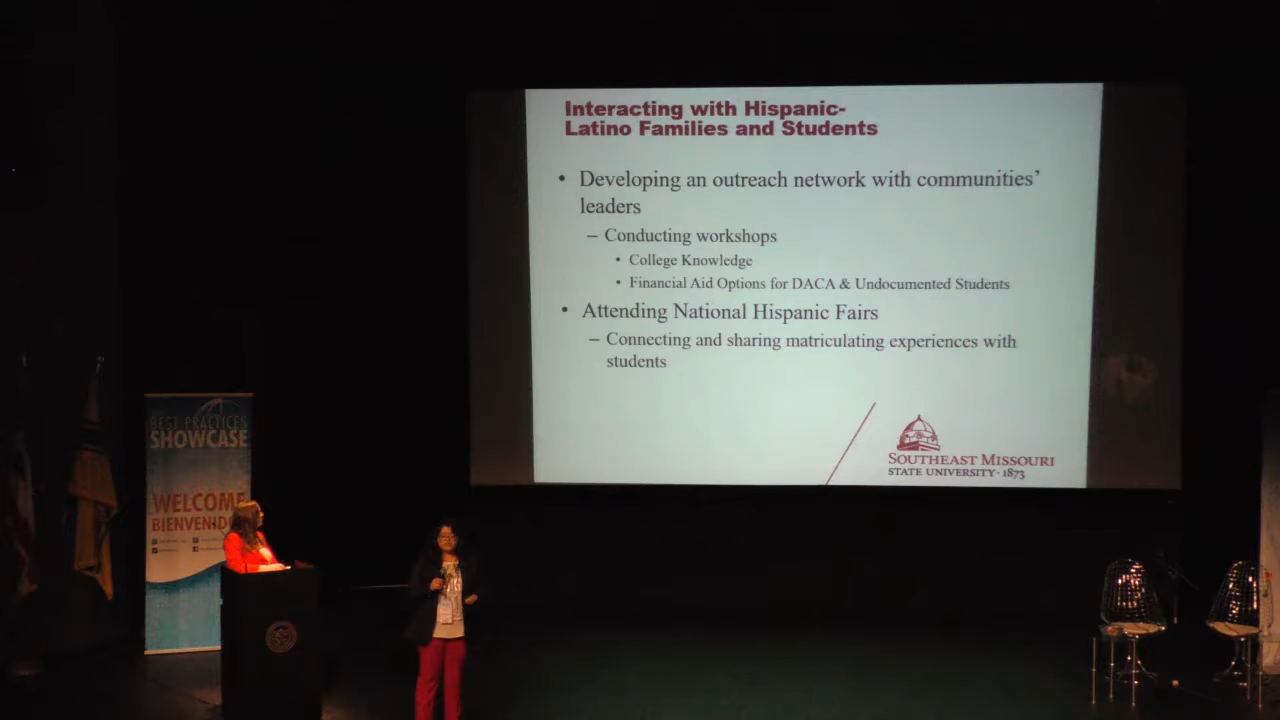 Interacting with Hispanic-
Latino Families and Students
• Developing an outreach network with communities’
leaders
– Conducting workshops
• College Knowledge
• Financial Aid Options for DACA & Undocumented Students
• Attending National Hispanic Fairs
– Connecting and sharing matriculating experiences with
students
SOUTHEAST MISSOURI
STATE UNIVERSITY · 1873
BEST PRACTICES
SHOWCASE
WELCOME
BIENVENIDO